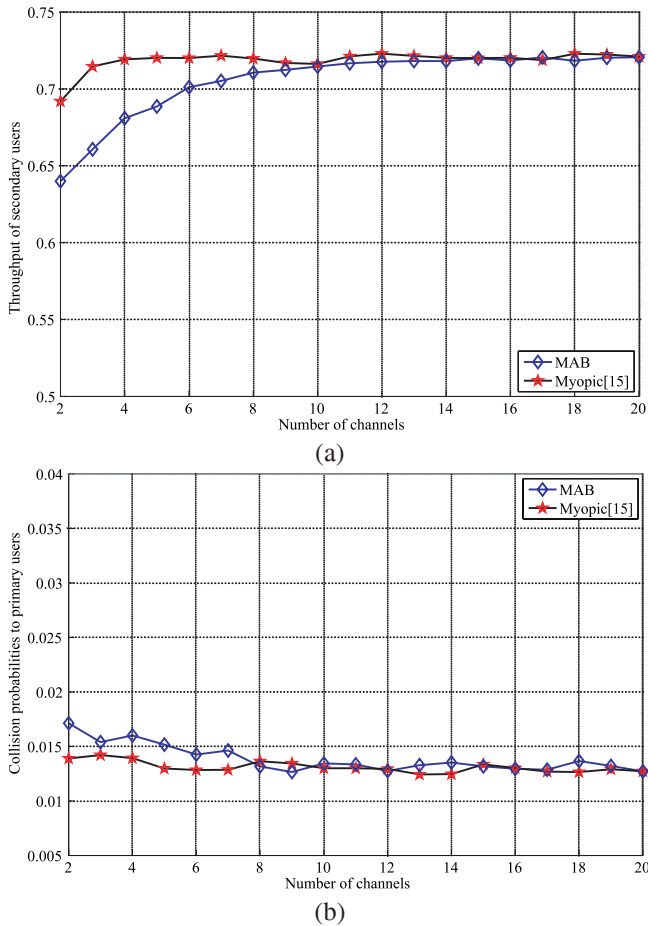 0.75
0.7
0.65
0.6
0.55
0.5
Throughput of secondary users
MAB
Myopic[15]
2 4 6 8 10 12 14 16 18 20
Number of channels
(a)
0.04
0.035
0.03
0.025
0.02
0.015
0.01
0.005
Collision probabilities to primary users
MAB
Myopic[15]
2 4 6 8 10 12 14 16 18 20
Number of channels
(b)